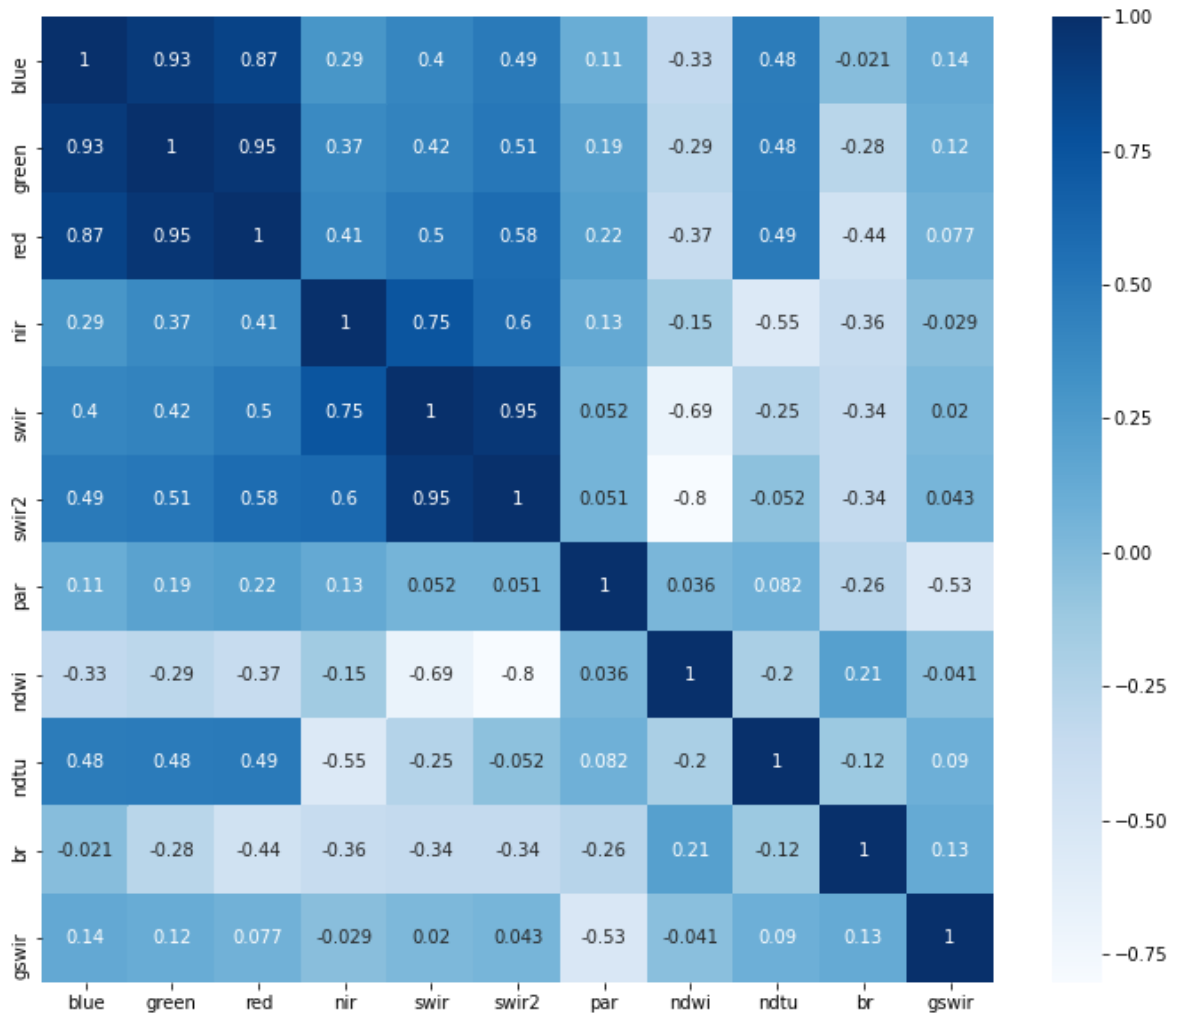 blue 1 0.93 0.87 0.29 0.4 0.49 0.11 -0.33 0.48 -0.021 0.14
green 0.93 1 0.95 0.37 0.42 0.51 0.19 -0.29 0.48 -0.28 0.12
red 0.87 0.95 1 0.41 0.5 0.58 0.22 -0.37 0.49 -0.44 0.077
nir 0.29 0.37 0.41 1 0.75 0.6 0.13 -0.15 -0.55 -0.36 -0.029
swir 0.4 0.42 0.5 0.75 1 0.95 0.052 -0.69 -0.25 -0.34 0.02
swir2 0.49 0.51 0.58 0.6 0.95 1 0.051 -0.8 -0.052 -0.34 0.043
par 0.11 0.19 0.22 0.13 0.052 0.051 1 0.036 0.082 -0.26 -0.53
ndwi -0.33 -0.29 -0.37 -0.15 -0.69 -0.8 0.036 1 -0.2 0.21 -0.041
ndtu 0.48 0.48 0.49 -0.55 -0.25 -0.052 0.082 -0.2 1 -0.12 0.09
br -0.021 -0.28 -0.44 -0.36 -0.34 -0.34 -0.26 0.21 -0.12 1 0.13
gswir 0.14 0.12 0.077 -0.029 0.02 0.043 -0.53 -0.041 0.09 0.13 1
blue green red nir swir swir2 par ndwi ndtu br gswir
1.00
0.75
0.50
0.25
0.00
−0.25
−0.50
−0.75